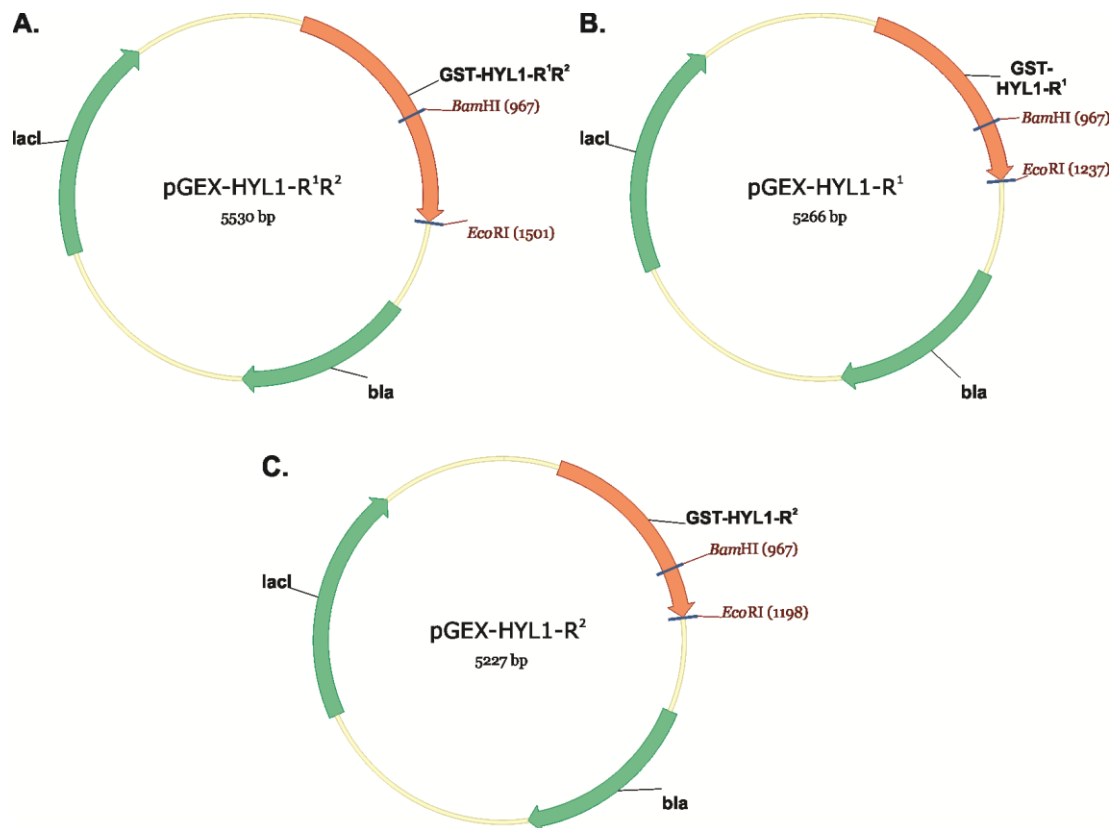 A.
GST-HYL1-R¹R²
BamHI (967)
lacI
pGEX-HYL1-R¹R²
5530 bp
EcoRI (1501)
bla
B.
GST-
HYL1-R¹
BamHI (967)
lacI
EcoRI (1237)
pGEX-HYL1-R¹
5266 bp
bla
C.
GST-HYL1-R²
BamHI (967)
lacI
EcoRI (1198)
pGEX-HYL1-R²
5227 bp
bla